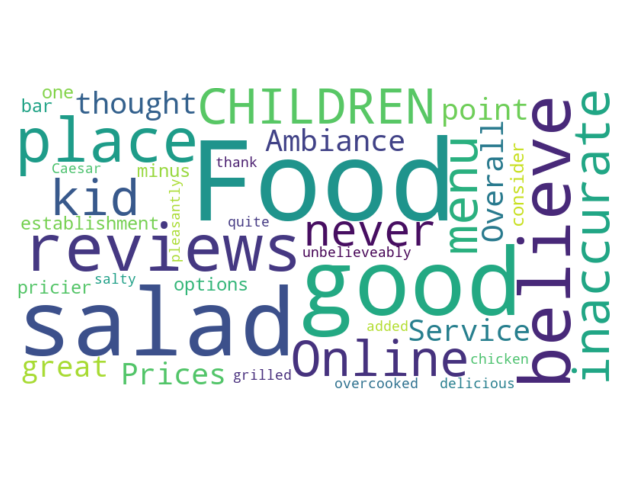 one
bar
thought
CHILDREN
point
place
Food
Ambiance
believe
inaccurate
Caesar
minus
thank
kid
pleasantly
menu
Overall
consider
establishment
quite
never
reviews
unbelieveably
pricier
salty
options
good
salad
added
Service
great
Prices
grilled
Online
chicken
overcooked
delicious